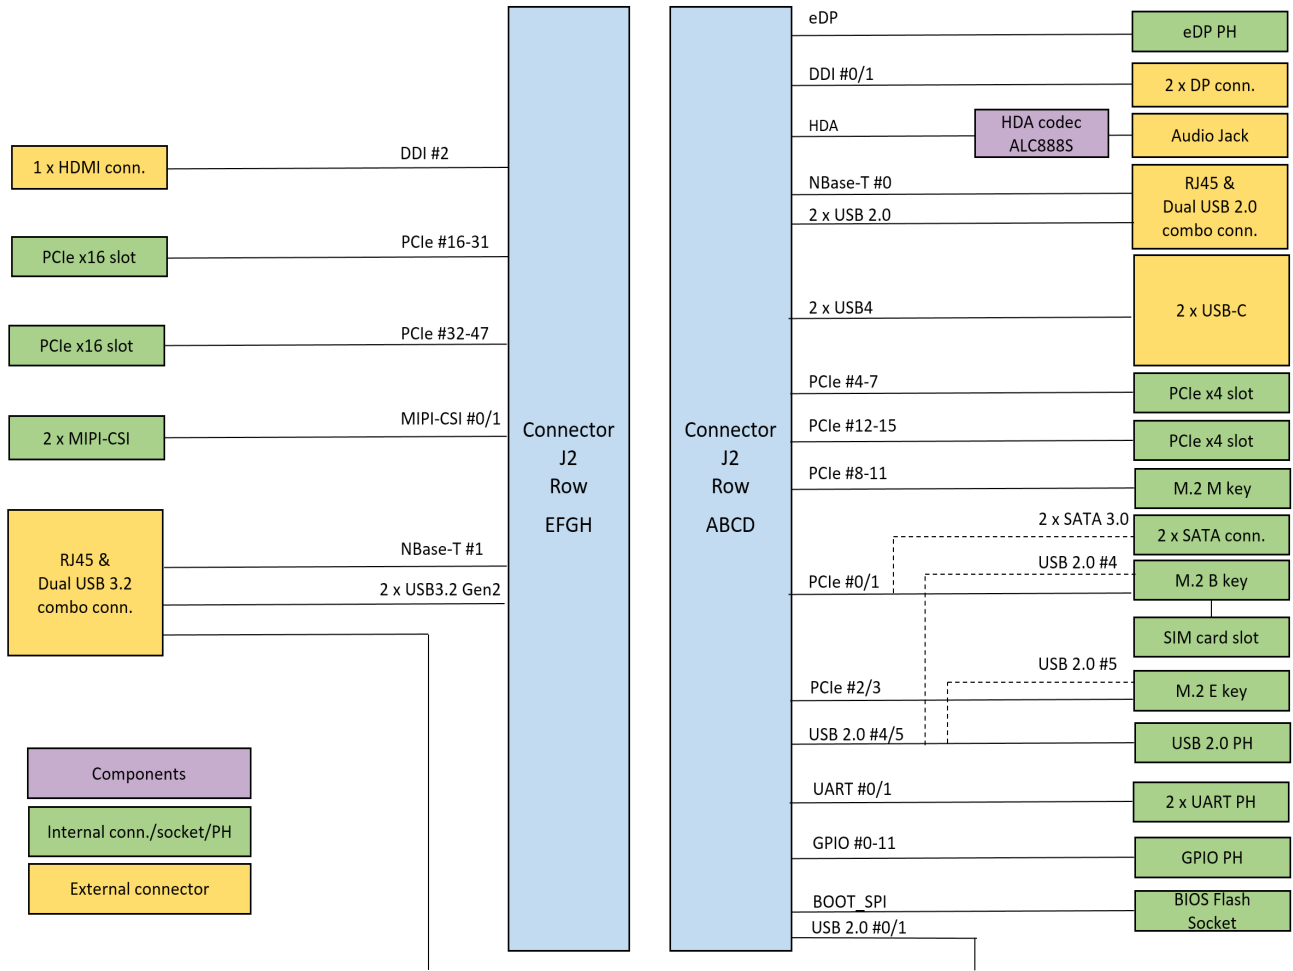 DDI #2
1 x HDMI conn.
PCIe #16-31
PCIe x16 slot
PCIe #32-47
PCIe x16 slot
MIPI-CSI #0/1
2 x MIPI-CSI
NBase-T #1
RJ45 &
Dual USB 3.2
combo conn.
2 x USB3.2 Gen2
Components
Internal conn./socket/PH
External connector
Connector
J2
Row
EFGH
Connector
J2
Row
ABCD
eDP
eDP PH
DDI #0/1
2 x DP conn.
HDA
HDA codec
ALC888S
Audio Jack
NBase-T #0
2 x USB 2.0
RJ45 &
Dual USB 2.0
combo conn.
2 x USB4
2 x USB-C
PCIe #4-7
PCIe x4 slot
PCIe #12-15
PCIe x4 slot
PCIe #8-11
M.2 M key
2 x SATA 3.0
2 x SATA conn.
USB 2.0 #4
PCIe #0/1
M.2 B key
SIM card slot
USB 2.0 #5
PCIe #2/3
M.2 E key
USB 2.0 #4/5
USB 2.0 PH
UART #0/1
2 x UART PH
GPIO #0-11
GPIO PH
BOOT_SPI
BIOS Flash
Socket
USB 2.0 #0/1